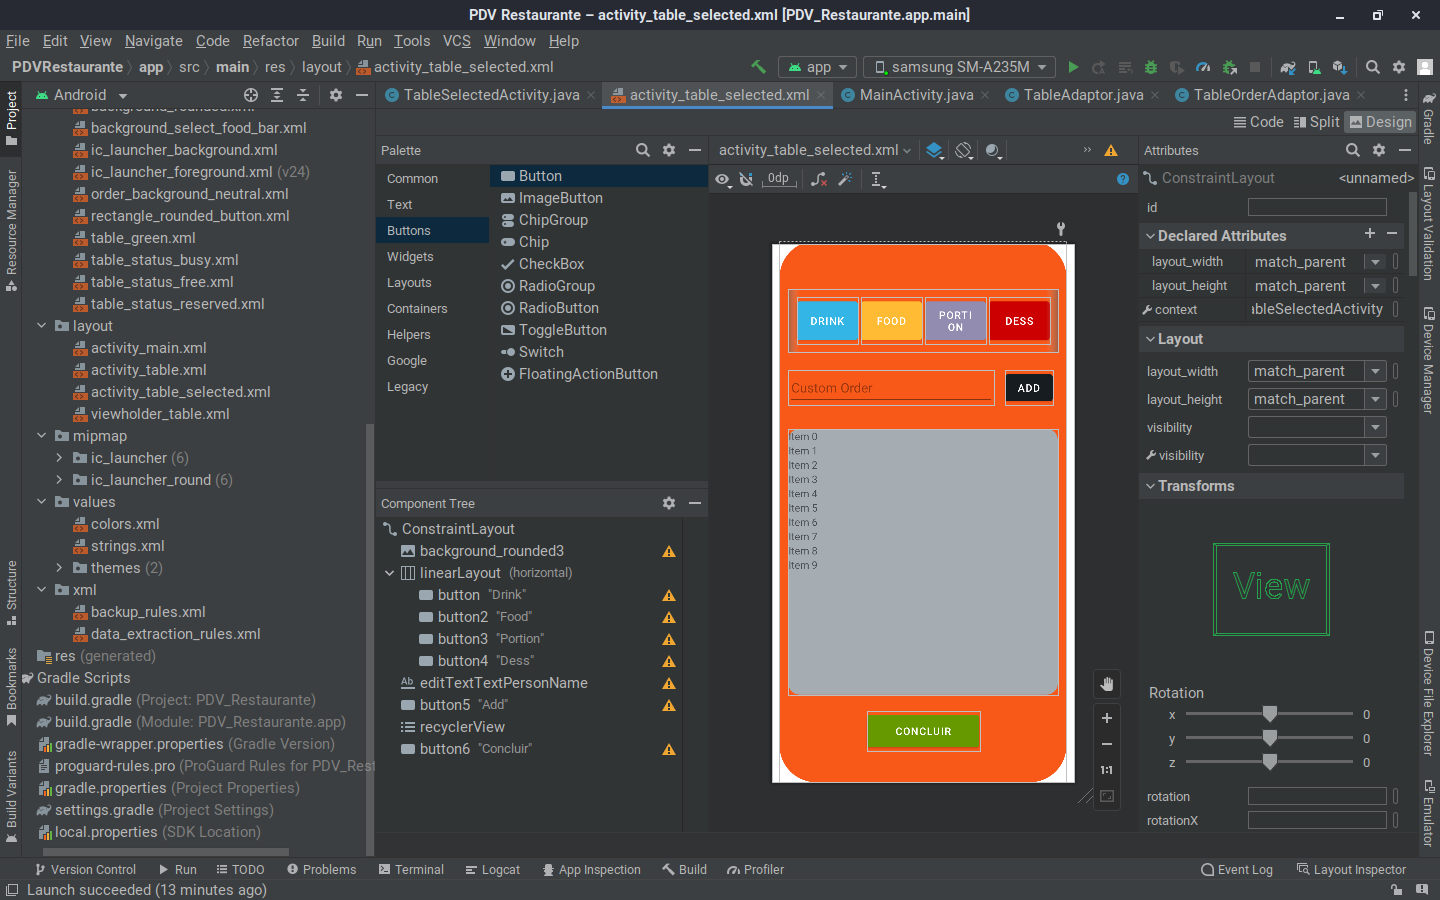 PDV Restaurante – activity_table_selected.xml [PDV_Restaurante.app.main]
File Edit View Navigate Code Refactor Build Run Tools VCS Window Help
PDVRestaurante app src main res layout activity_table_selected.xml
app samsung SM-A235M
Project
Resource Manager
Structure
Bookmarks
Build Variants
Android
background_select_food_bar.xml
ic_launcher_background.xml
ic_launcher_foreground.xml (v24)
order_background_neutral.xml
rectangle_rounded_button.xml
table_green.xml
table_status_busy.xml
table_status_free.xml
table_status_reserved.xml
layout
activity_main.xml
activity_table.xml
activity_table_selected.xml
viewholder_table.xml
mipmap
ic_launcher (6)
ic_launcher_round (6)
values
colors.xml
strings.xml
themes (2)
xml
backup_rules.xml
data_extraction_rules.xml
res (generated)
Gradle Scripts
build.gradle (Project: PDV_Restaurante)
build.gradle (Module: PDV_Restaurante.app)
gradle-wrapper.properties (Gradle Version)
proguard-rules.pro (ProGuard Rules for PDV_Rest
gradle.properties (Project Properties)
settings.gradle (Project Settings)
local.properties (SDK Location)
TableSelectedActivity.java activity_table_selected.xml MainActivity.java TableAdaptor.java TableOrderAdaptor.java
Code Split Design
Palette
Common
Text
Buttons
Widgets
Layouts
Containers
Helpers
Google
Legacy
Button
ImageButton
ChipGroup
Chip
CheckBox
RadioGroup
RadioButton
ToggleButton
Switch
FloatingActionButton
Component Tree
ConstraintLayout
background_rounded3
linearLayout (horizontal)
button "Drink"
button2 "Food"
button3 "Portion"
button4 "Dess"
Ab editTextTextPersonName
button5 "Add"
recyclerView
button6 "Concluir"
activity_table_selected.xml
0dp
DRINK
FOOD
PORTI
ON
DESS
Custom Order
ADD
Item 0
Item 1
Item 2
Item 3
Item 4
Item 5
Item 6
Item 7
Item 8
Item 9
CONCLUIR
1:1
Attributes
ConstraintLayout <unnamed>
id
Declared Attributes
layout_width match_parent
layout_height match_parent
context ableSelectedActivity
Layout
layout_width match_parent
layout_height match_parent
visibility
visibility
Transforms
View
Rotation
x 0
y 0
z 0
rotation
rotationX
Gradle
Layout Validation
Device Manager
Device File Explorer
Emulator
Version Control Run TODO Problems Terminal Logcat App Inspection Build Profiler
Event Log Layout Inspector
Launch succeeded (13 minutes ago)